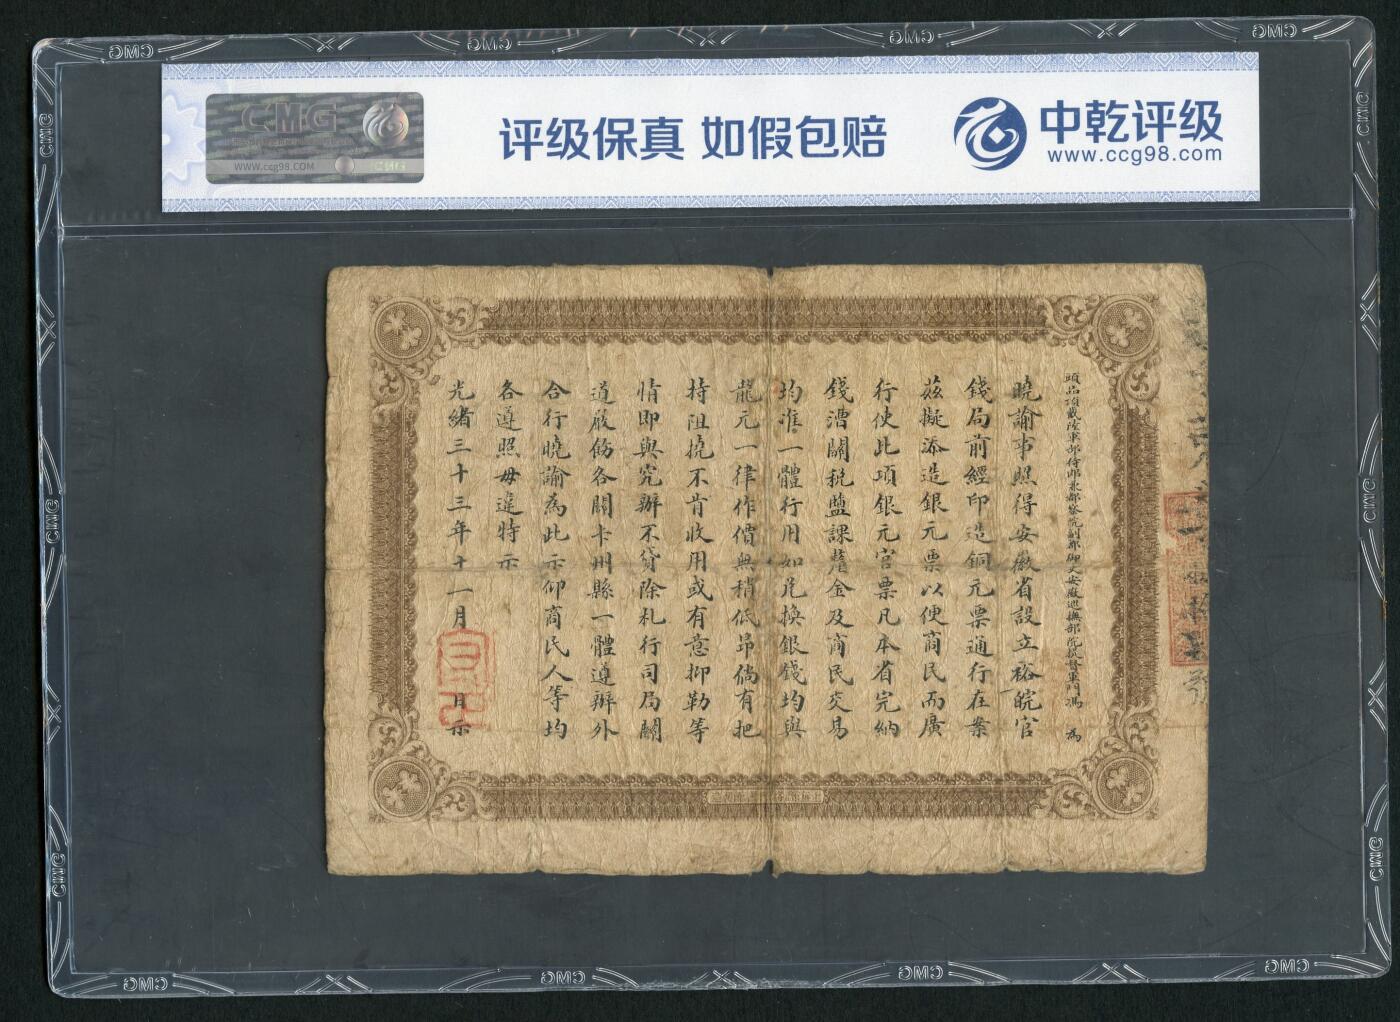 CMG
WWW.ccg98.COM
CMG
评级保真 如假包赔
中乾评级
www.ccg98.com
頭品頂戴陸軍部侍郎兼都察院副都御史安徽巡撫部院提督軍門馮 為
曉諭事照得安徽省設立裕皖官
錢局前經印造銅元票通行在案
茲擬添造銀元票以便商民而廣
行使此項銀元官票凡本省完納
錢漕關稅鹽課釐金及商民交易
均准一體行用如兌換銀錢均與
龍元一律作價無稍低昂倘有把
持阻撓不肯收用或有意抑勒等
情即與究辦不貸除札行司局關
道嚴飭各關卡州縣一體遵辦外
合行曉諭為此示仰商民人等均
各遵照毋違特示
光緒三十三年十一月 日示